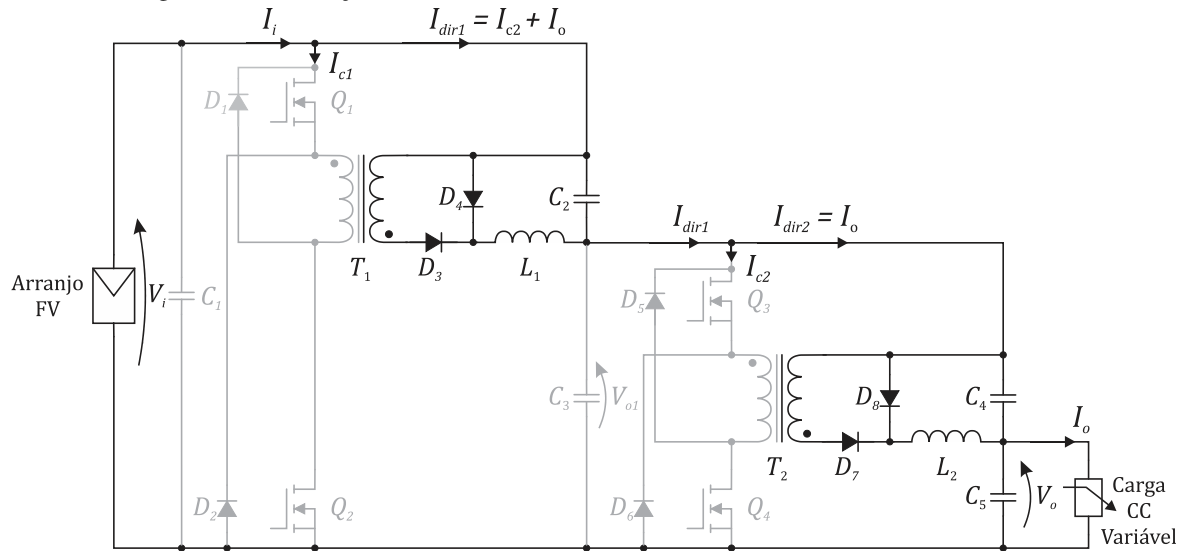 I_i
I_dir1 = I_c2 + I_o
I_c1
D_1
Q_1
D_4
C_2
T_1
D_3
L_1
I_dir1
I_dir2 = I_o
I_c2
Arranjo
FV
V_i
C_1
D_5
Q_3
C_3
V_o1
D_8
C_4
T_2
D_7
L_2
I_o
D_2
Q_2
D_6
Q_4
C_5
V_o
Carga
CC
Variável